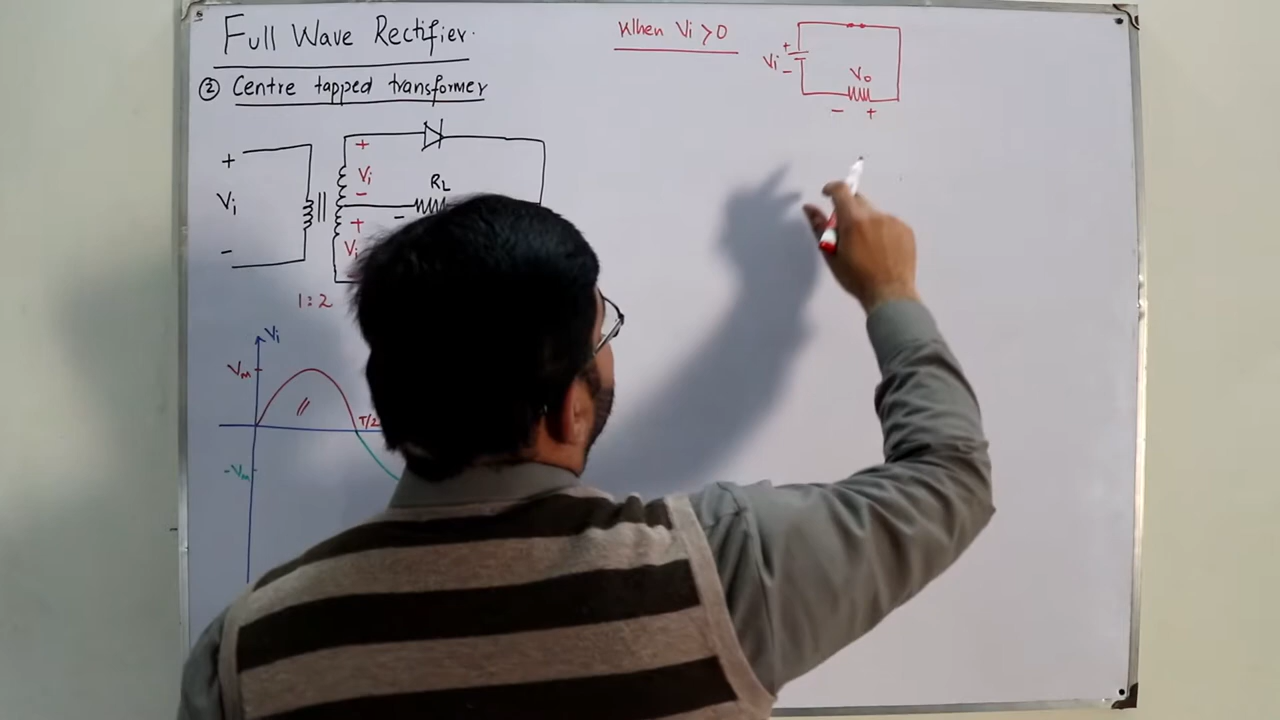 Full Wave Rectifier.
② Centre tapped transformer
+
Vi
-
+
Vi
-
+
Vi
RL
-
1:2
Vi
Vm
T/2
-Vm
When Vi > 0
+
Vi
-
Vo
- +